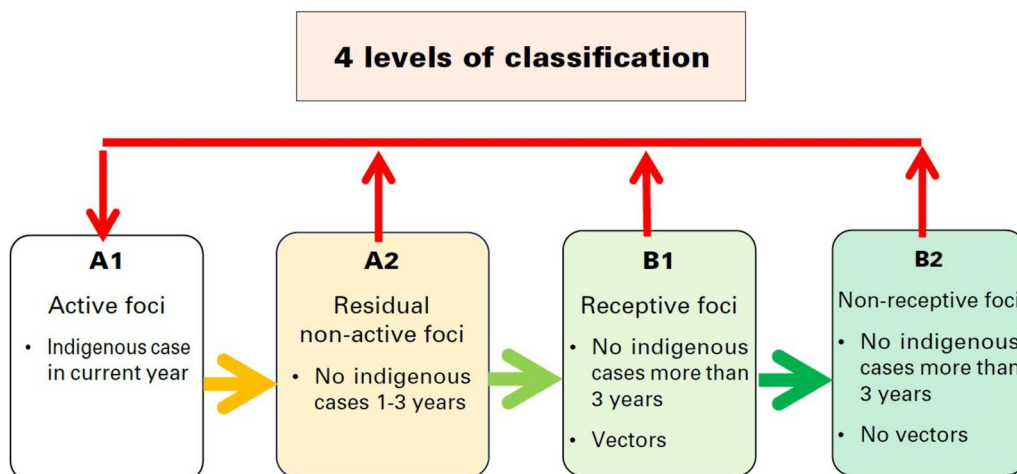 4 levels of classification
A1
Active foci
• Indigenous case
in current year
A2
Residual
non-active foci
• No indigenous
cases 1-3 years
B1
Receptive foci
• No indigenous
cases more than
3 years
• Vectors
B2
Non-receptive foci
• No indigenous
cases more than
3 years
• No vectors